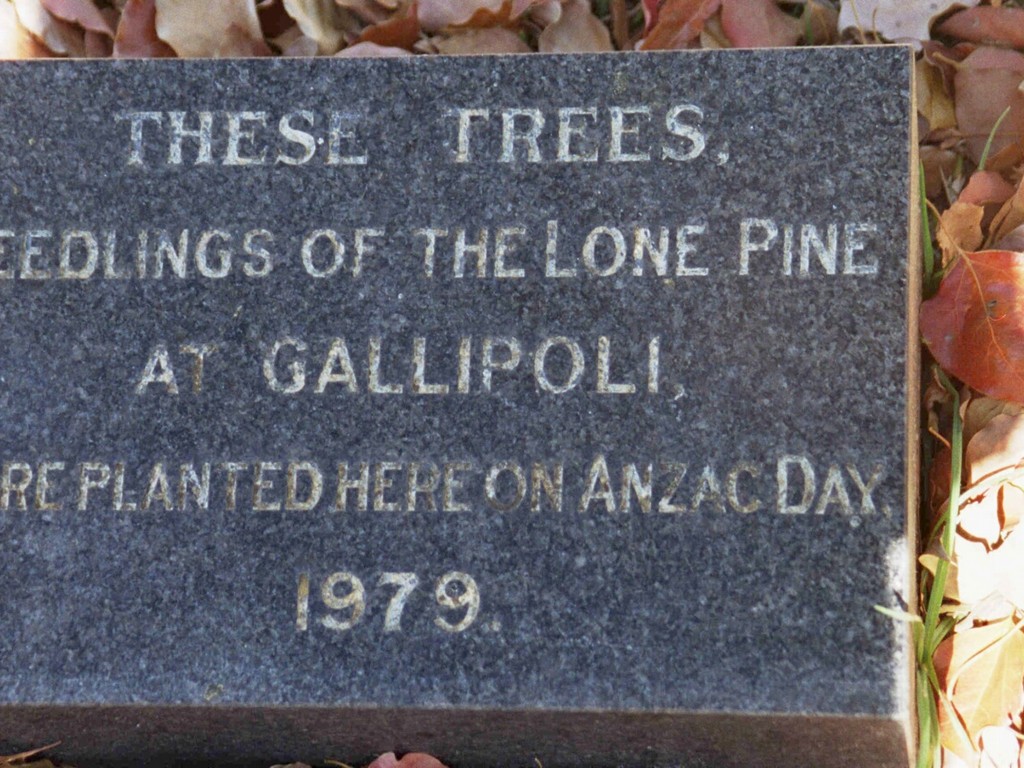 THESE TREES,
EEDLINGS OF THE LONE PINE
AT GALLIPOLI,
RE PLANTED HERE ON ANZAC DAY,
1979.